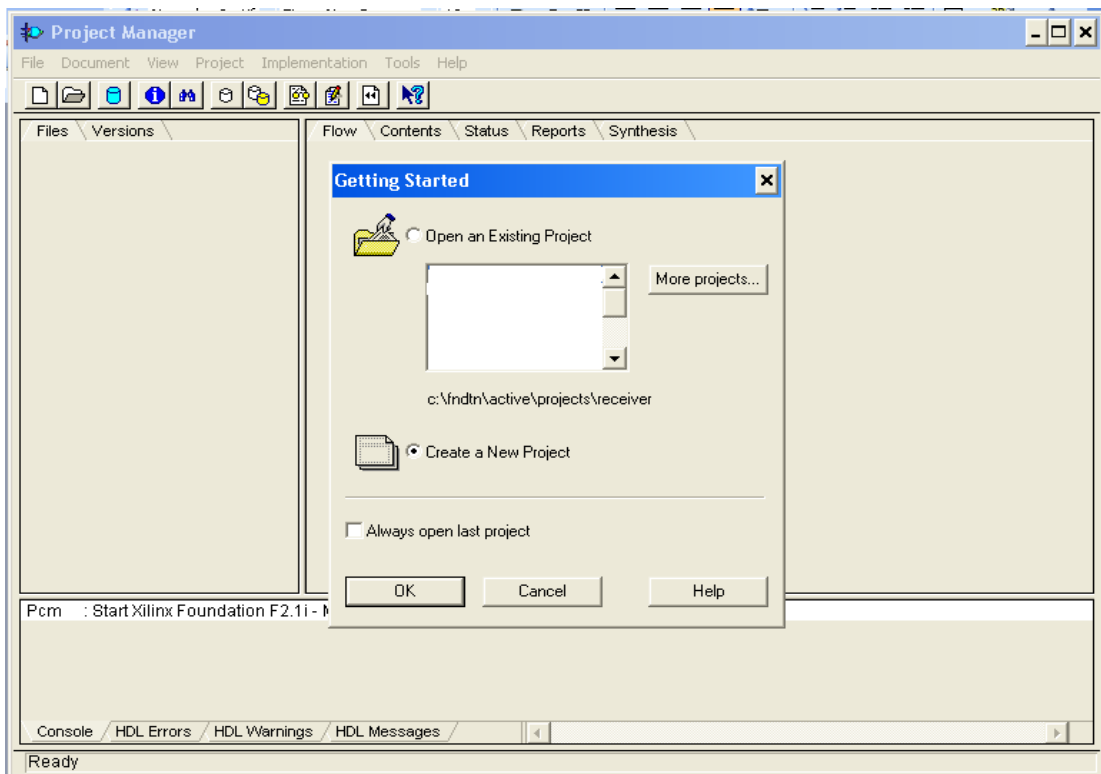 Project Manager
File Document View Project Implementation Tools Help
Files Versions
Flow Contents Status Reports Synthesis
Getting Started
Open an Existing Project
More projects...
c:\fndtn\active\projects\receiver
Create a New Project
Always open last project
OK Cancel Help
Pcm : Start Xilinx Foundation F2.1i -
Console HDL Errors HDL Warnings HDL Messages
Ready